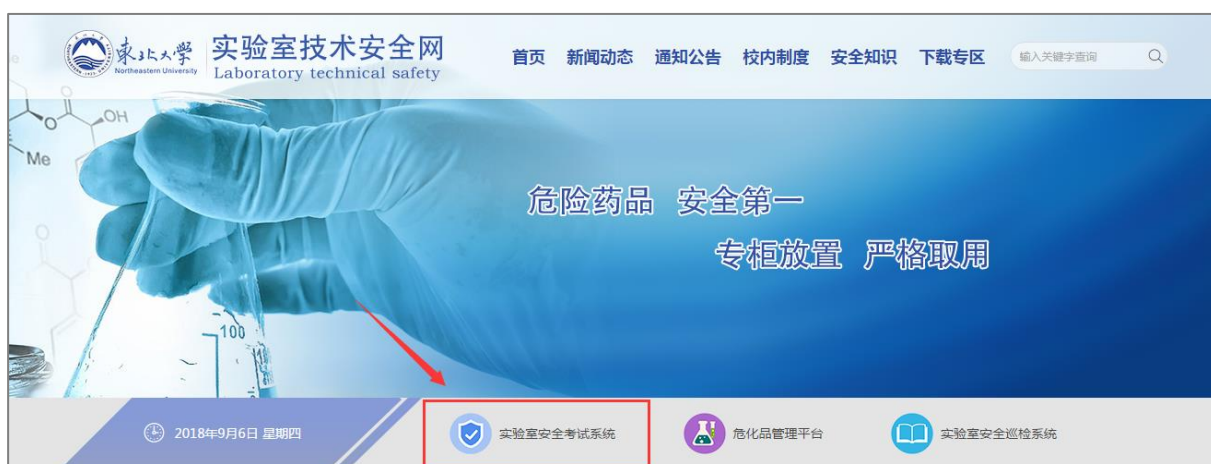 東北大学
Northeastern University
实验室技术安全网
Laboratory technical safety
首页 新闻动态 通知公告 校内制度 安全知识 下载专区
输入关键字查询
OH
O
Me
O
危险药品 安全第一
专柜放置 严格取用
100
2018年9月6日 星期四
实验室安全考试系统
危化品管理平台
实验室安全巡检系统